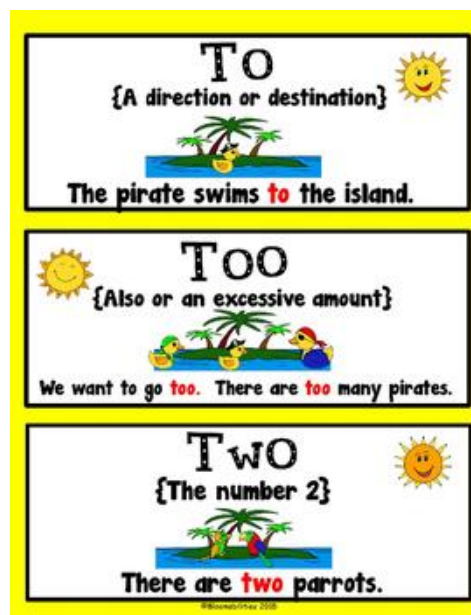 To
{A direction or destination}
The pirate swims to the island.
Too
{Also or an excessive amount}
We want to go too. There are too many pirates.
Two
{The number 2}
There are two parrots.